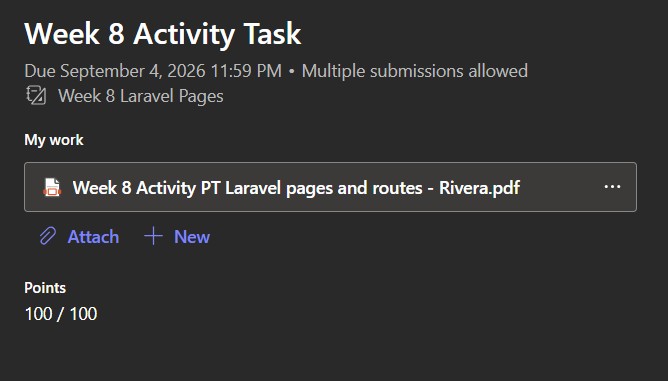 Week 8 Activity Task
Due September 4, 2026 11:59 PM • Multiple submissions allowed
Week 8 Laravel Pages
My work
Week 8 Activity PT Laravel pages and routes - Rivera.pdf
Attach
New
Points
100 / 100